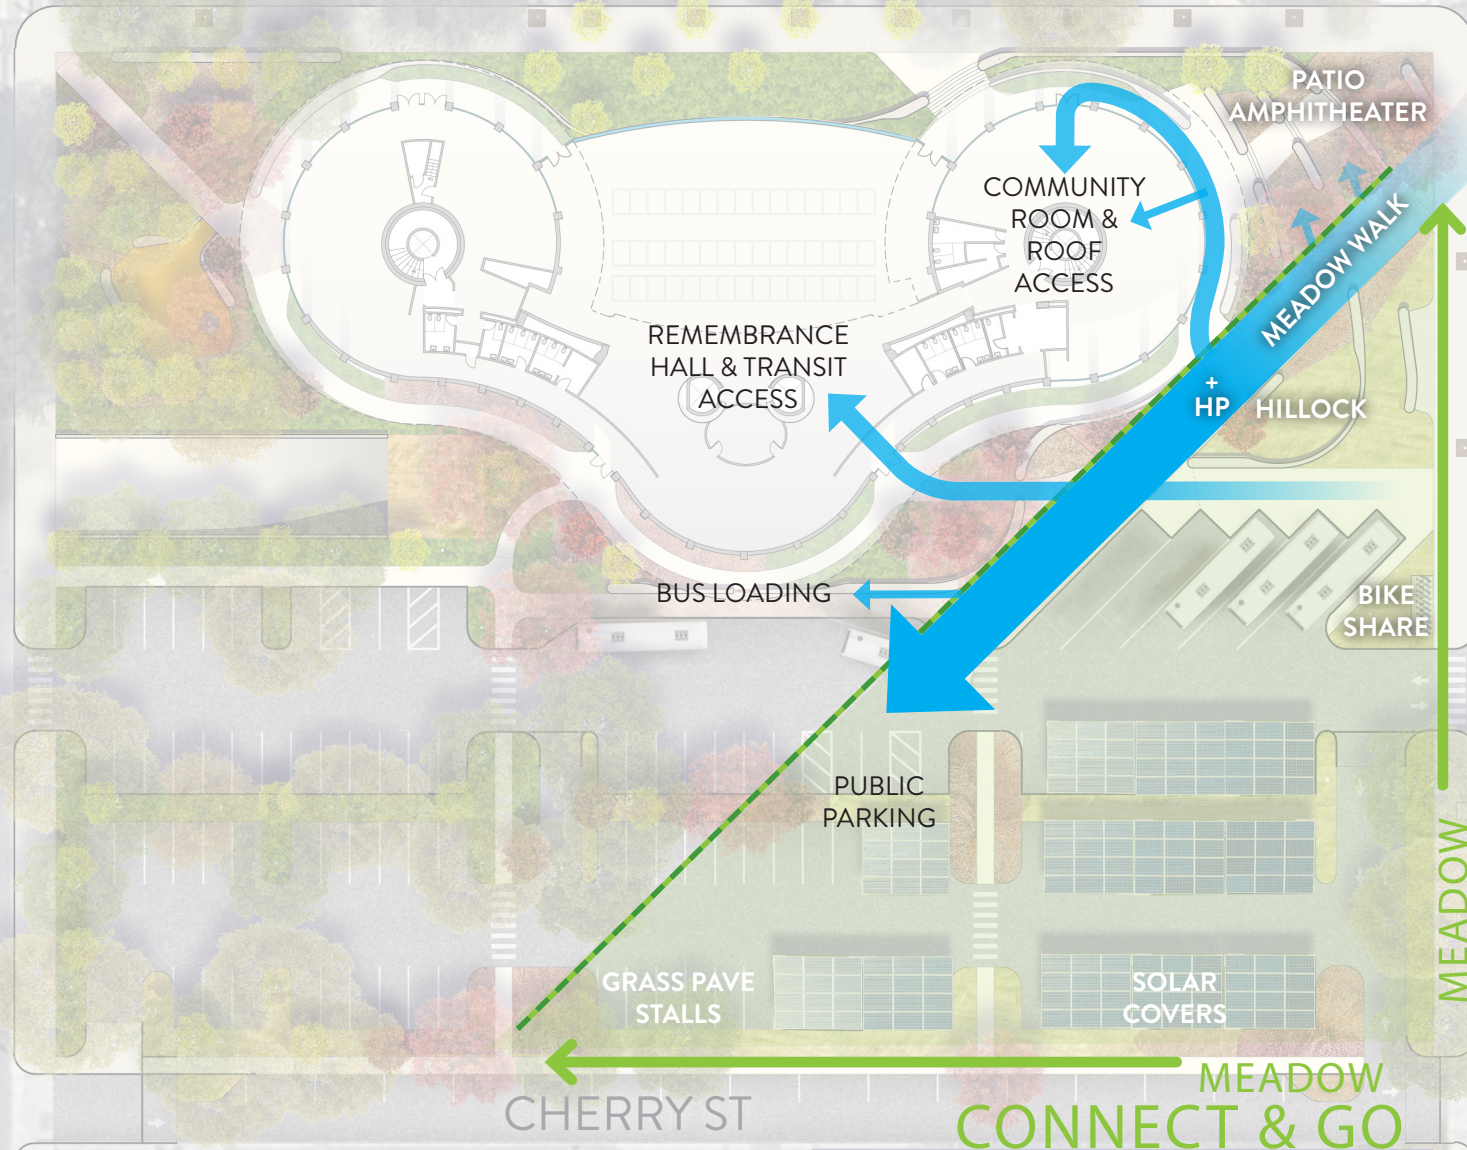 PATIO
AMPHITHEATER
COMMUNITY
ROOM &
ROOF
ACCESS
MEADOW WALK
REMEMBRANCE
HALL & TRANSIT
ACCESS
+
HP
HILLOCK
BUS LOADING
BIKE
SHARE
PUBLIC
PARKING
MEADOW
GRASS PAVE
STALLS
SOLAR
COVERS
MEADOW
CHERRY ST
CONNECT & GO